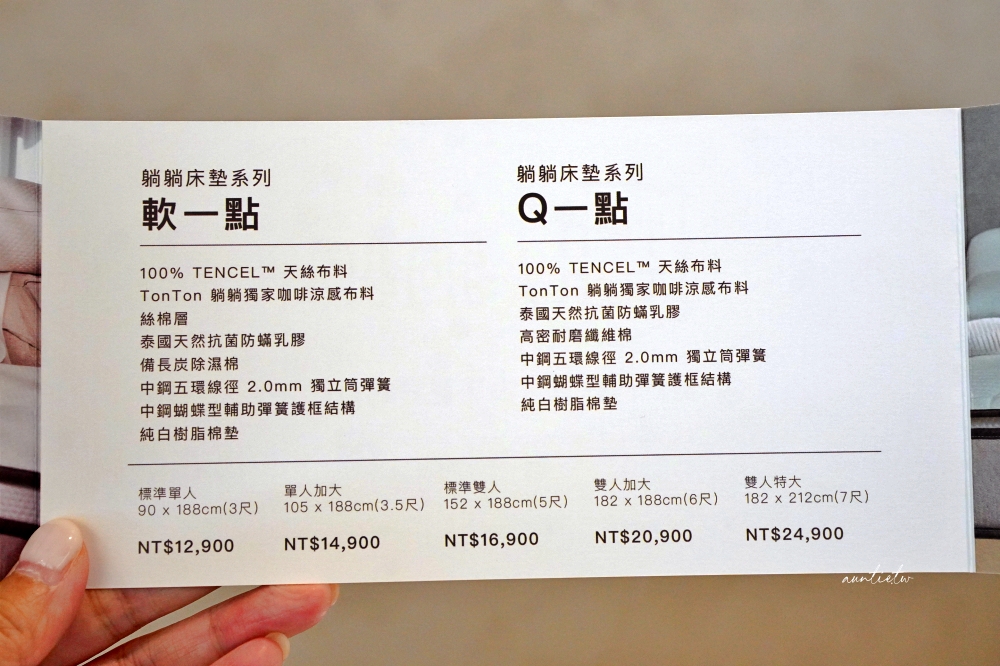 躺躺床墊系列
軟一點
100% TENCEL™ 天絲布料
TonTon 躺躺獨家咖啡涼感布料
絲棉層
泰國天然抗菌防蟎乳膠
備長炭除濕棉
中鋼五環線徑 2.0mm 獨立筒彈簧
中鋼蝴蝶型輔助彈簧護框結構
純白樹脂棉墊
躺躺床墊系列
Q一點
100% TENCEL™ 天絲布料
TonTon 躺躺獨家咖啡涼感布料
泰國天然抗菌防蟎乳膠
高密耐磨纖維棉
中鋼五環線徑 2.0mm 獨立筒彈簧
中鋼蝴蝶型輔助彈簧護框結構
純白樹脂棉墊
標準單人
90 x 188cm(3尺)
NT$12,900
單人加大
105 x 188cm(3.5尺)
NT$14,900
標準雙人
152 x 188cm(5尺)
NT$16,900
雙人加大
182 x 188cm(6尺)
NT$20,900
雙人特大
182 x 212cm(7尺)
NT$24,900
auntie.tw